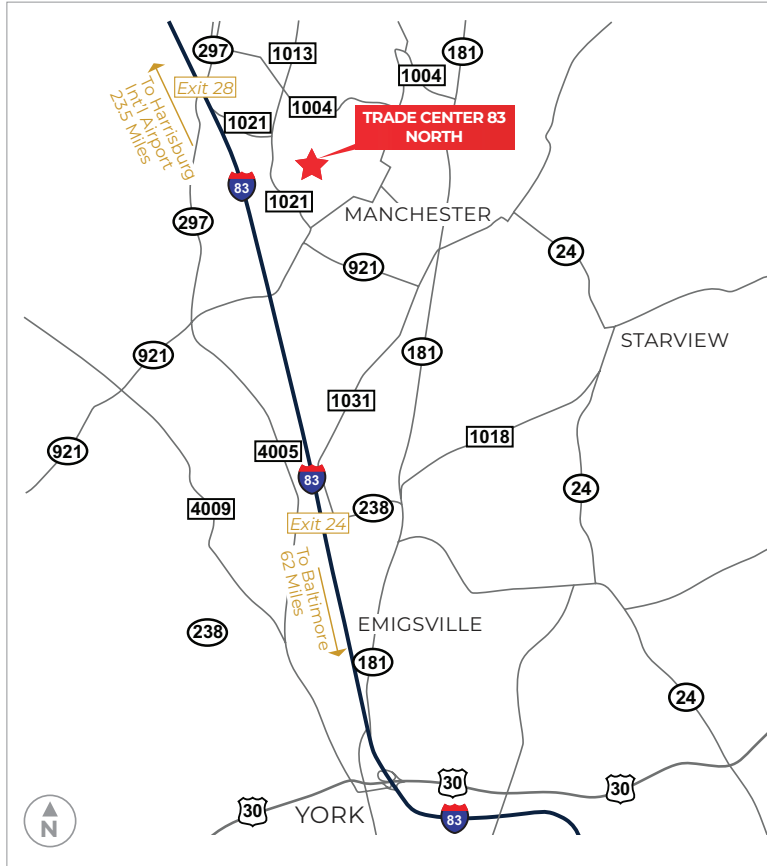 297
1013
181
1004
Exit 28
To Harrisburg
Int'l Airport
23.5 Miles
1004
1021
TRADE CENTER 83
NORTH
83
1021
MANCHESTER
297
24
921
STARVIEW
921
181
1031
1018
921
4005
83
24
4009
238
Exit 24
To Baltimore
62 Miles
EMIGSVILLE
238
181
24
30
30
30
YORK
83
N